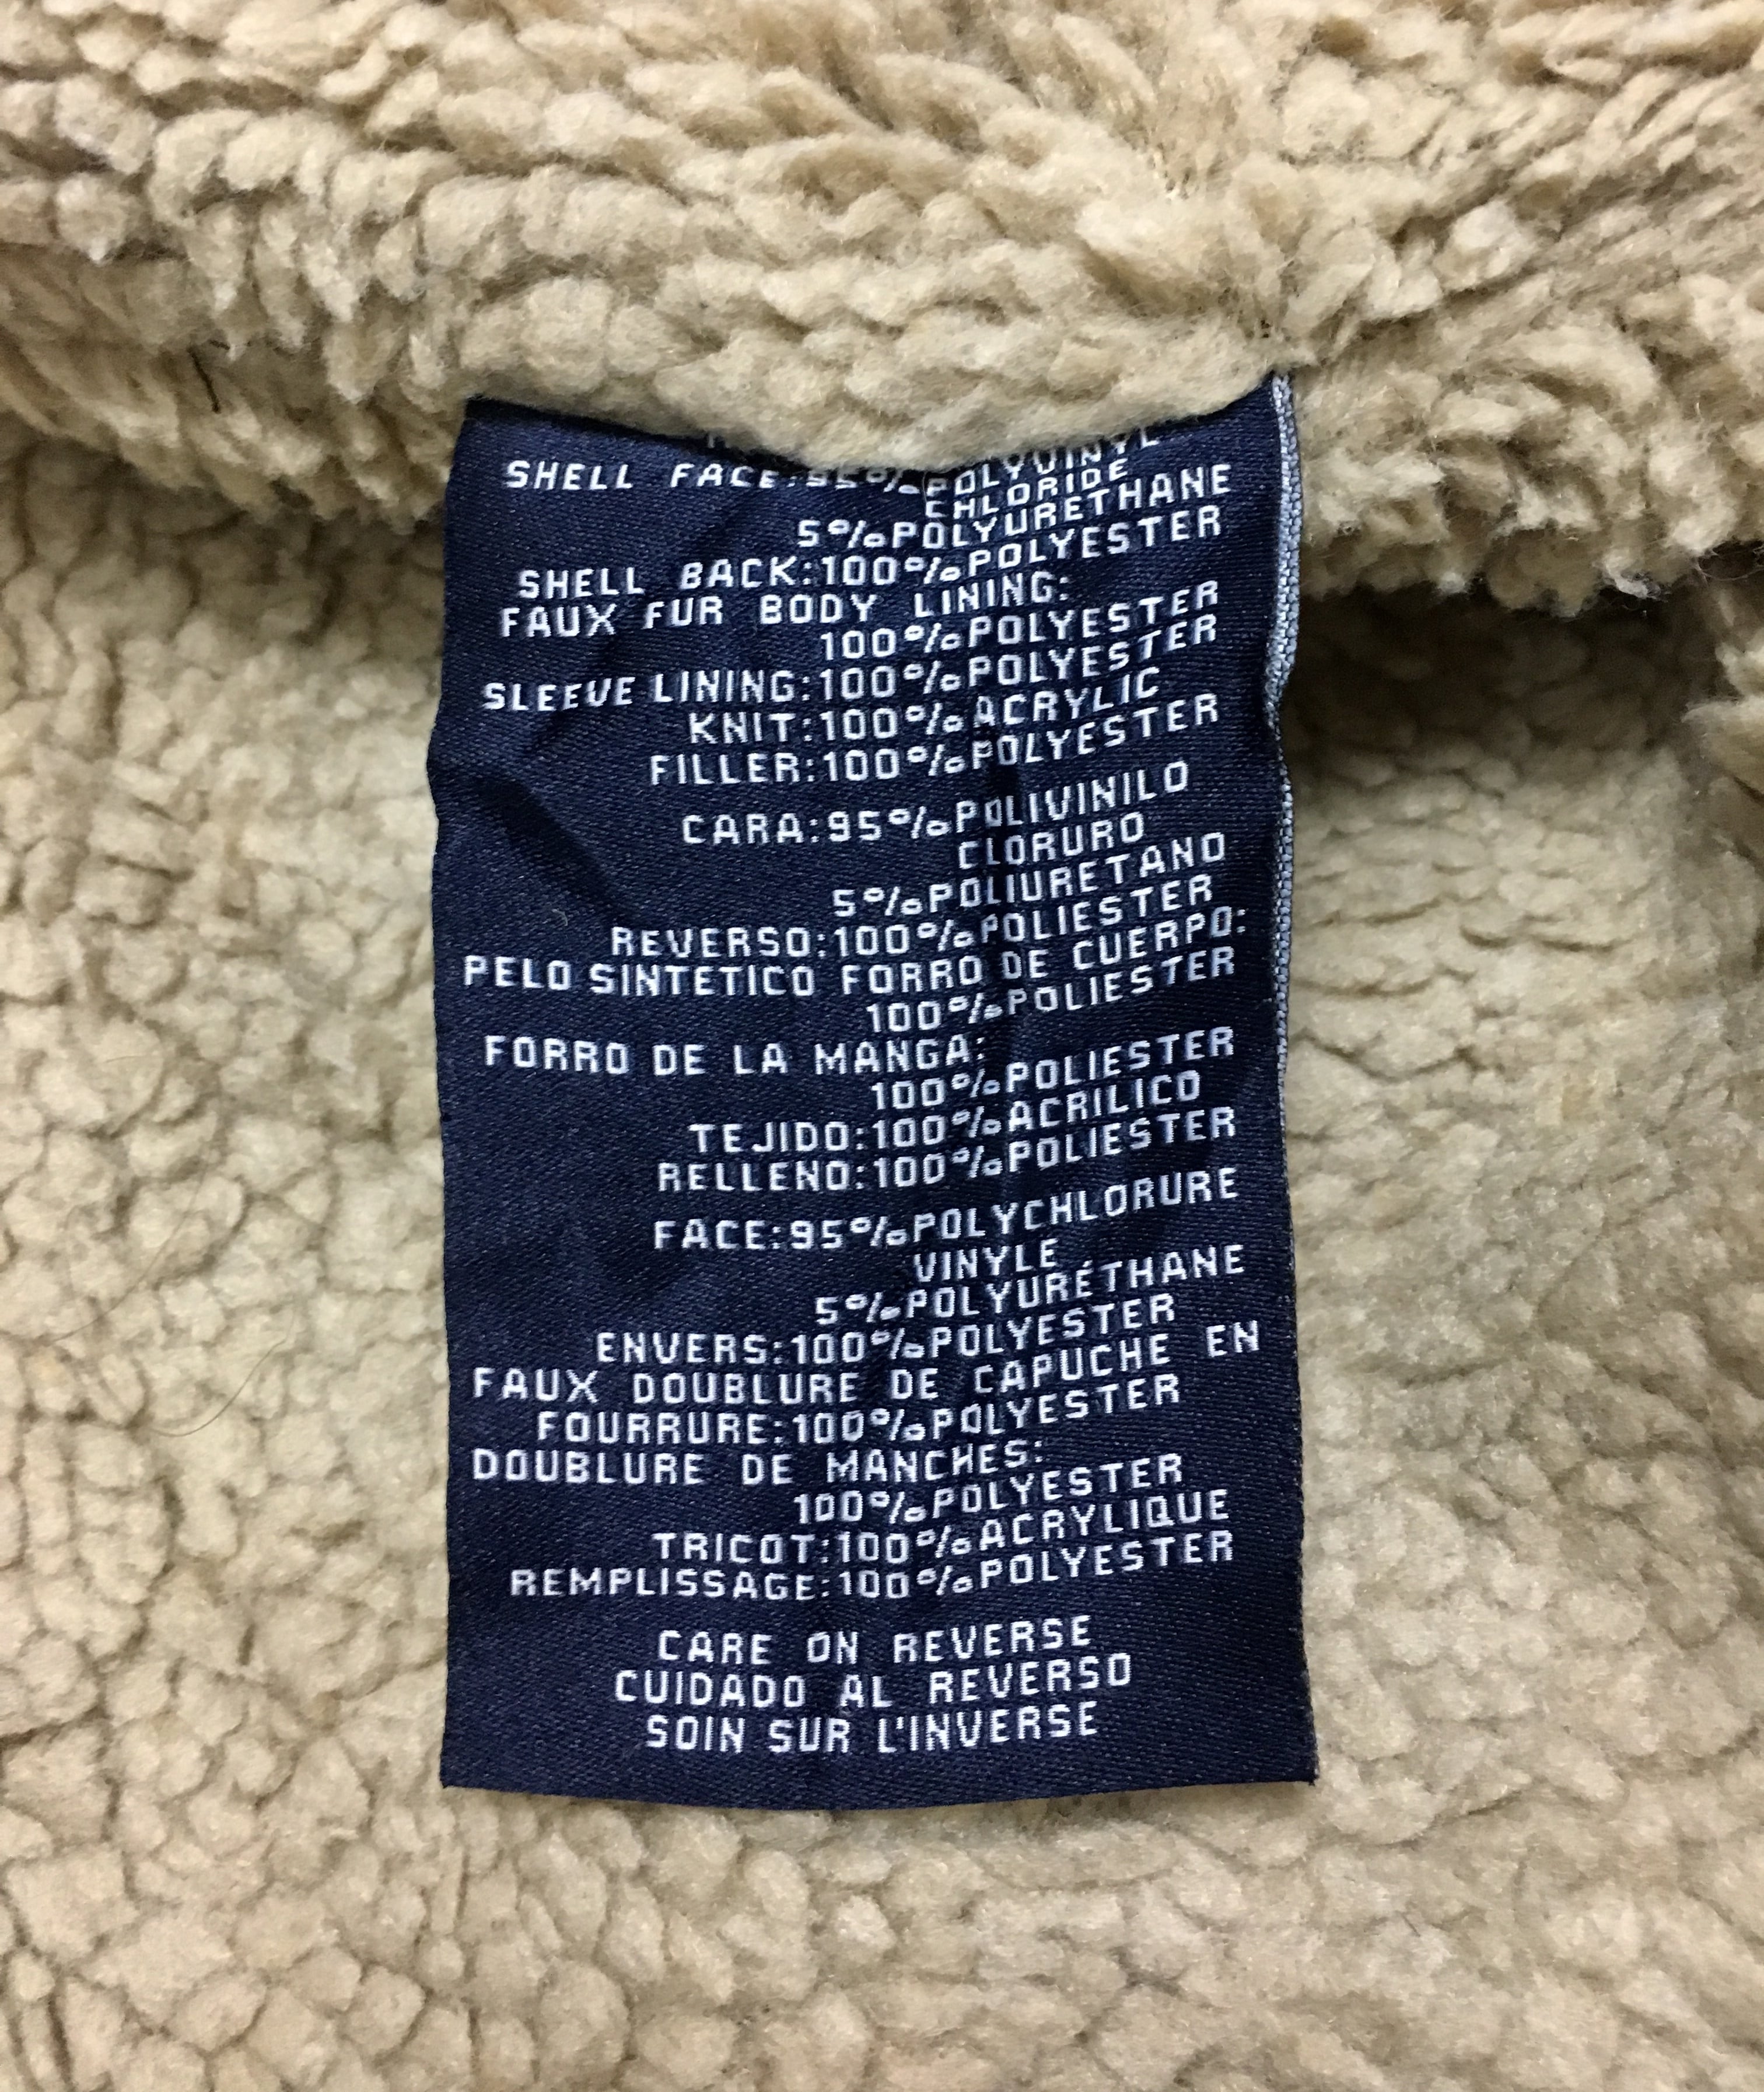 SHELL FACE:95%POLYVINYL
CHLORIDE
5%POLYURETHANE
SHELL BACK:100%POLYESTER
FAUX FUR BODY LINING:
100%POLYESTER
SLEEVE LINING:100%POLYESTER
KNIT:100%ACRYLIC
FILLER:100%POLYESTER
CARA:95%POLIVINILO
CLORURO
5%POLIURETANO
REVERSO:100%POLIESTER
PELO SINTETICO FORRO DE CUERPO:
100%POLIESTER
FORRO DE LA MANGA:
100%POLIESTER
TEJIDO:100%ACRILICO
RELLENO:100%POLIESTER
FACE:95%POLYCHLORURE
VINYLE
5%POLYURÉTHANE
ENVERS:100%POLYESTER
FAUX DOUBLURE DE CAPUCHE EN
FOURRURE:100%POLYESTER
DOUBLURE DE MANCHES:
100%POLYESTER
TRICOT:100%ACRYLIQUE
REMPLISSAGE:100%POLYESTER
CARE ON REVERSE
CUIDADO AL REVERSO
SOIN SUR L'INVERSE